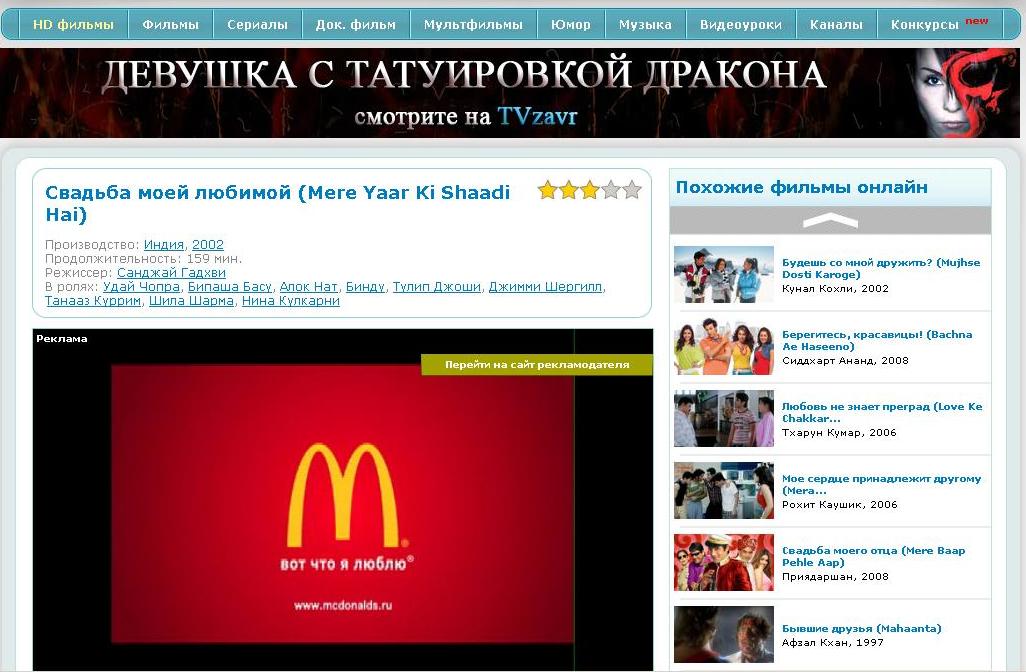 HD фильмы Фильмы Сериалы Док. фильм Мультфильмы Юмор Музыка Видеоуроки Каналы Конкурсы new
ДЕВУШКА С ТАТУИРОВКОЙ ДРАКОНА
смотрите на TVzavr
Свадьба моей любимой (Mere Yaar Ki Shaadi
Hai)
Производство: Индия, 2002
Продолжительность: 159 мин.
Режиссер: Санджай Гадхви
В ролях: Удай Чопра, Бипаша Басу, Алок Нат, Бинду, Тулип Джоши, Джимми Шергилл,
Танааз Куррим, Шила Шарма, Нина Кулкарни
Реклама
Перейти на сайт рекламодателя
вот что я люблю®
www.mcdonalds.ru
Похожие фильмы онлайн
Будешь со мной дружить? (Mujhse
Dosti Karoge)
Кунал Кохли, 2002
Берегитесь, красавицы! (Bachna
Ae Haseeno)
Сиддхарт Ананд, 2008
Любовь не знает преград (Love Ke
Chakkar...
Тхарун Кумар, 2006
Мое сердце принадлежит другому
(Mera...
Рохит Каушик, 2006
Свадьба моего отца (Mere Baap
Pehle Aap)
Приядаршан, 2008
Бывшие друзья (Mahaanta)
Афзал Кхан, 1997